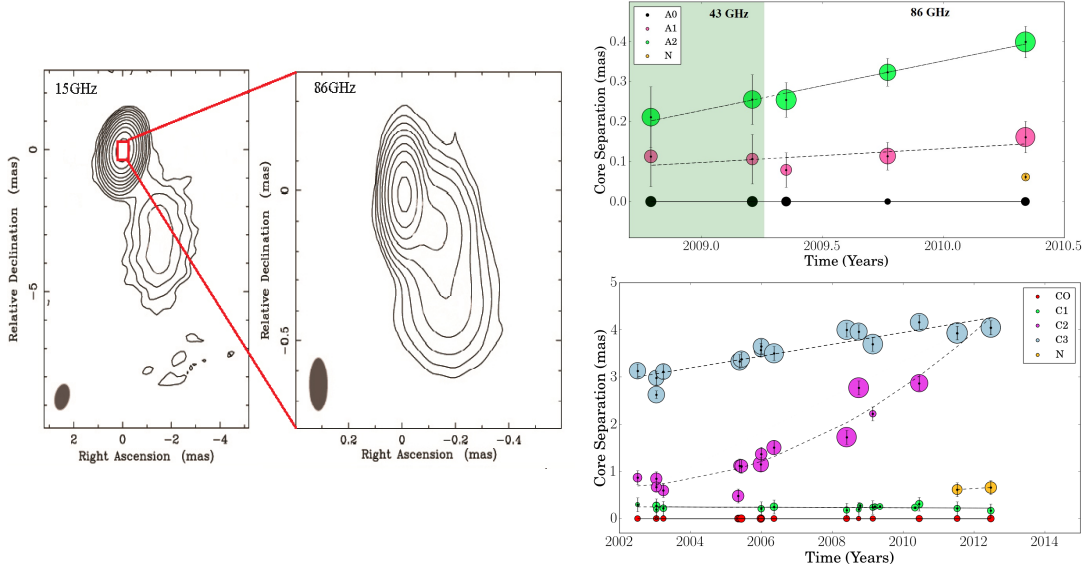 15GHz
Relative Declination (mas)
0
−5
2
0
−2
−4
Right Ascension (mas)
86GHz
Relative Declination (mas)
0
−0.5
0.2
0
−0.2
−0.4
Right Ascension (mas)
43 GHz
86 GHz
A0
A1
A2
N
Core Separation (mas)
0.4
0.3
0.2
0.1
0.0
2009.0
2009.5
2010.0
2010.5
Time (Years)
CO
C1
C2
C3
N
Core Separation (mas)
5
4
3
2
1
0
2002
2004
2006
2008
2010
2012
2014
Time (Years)